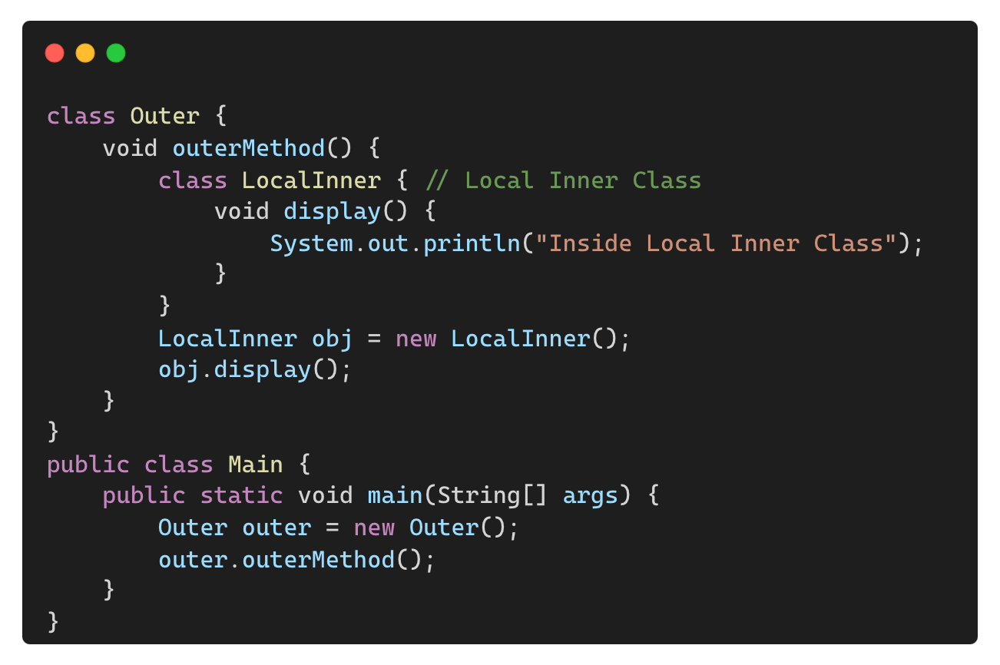 class Outer {
    void outerMethod() {
        class LocalInner { // Local Inner Class
            void display() {
                System.out.println("Inside Local Inner Class");
            }
        }
        LocalInner obj = new LocalInner();
        obj.display();
    }
}
public class Main {
    public static void main(String[] args) {
        Outer outer = new Outer();
        outer.outerMethod();
    }
}